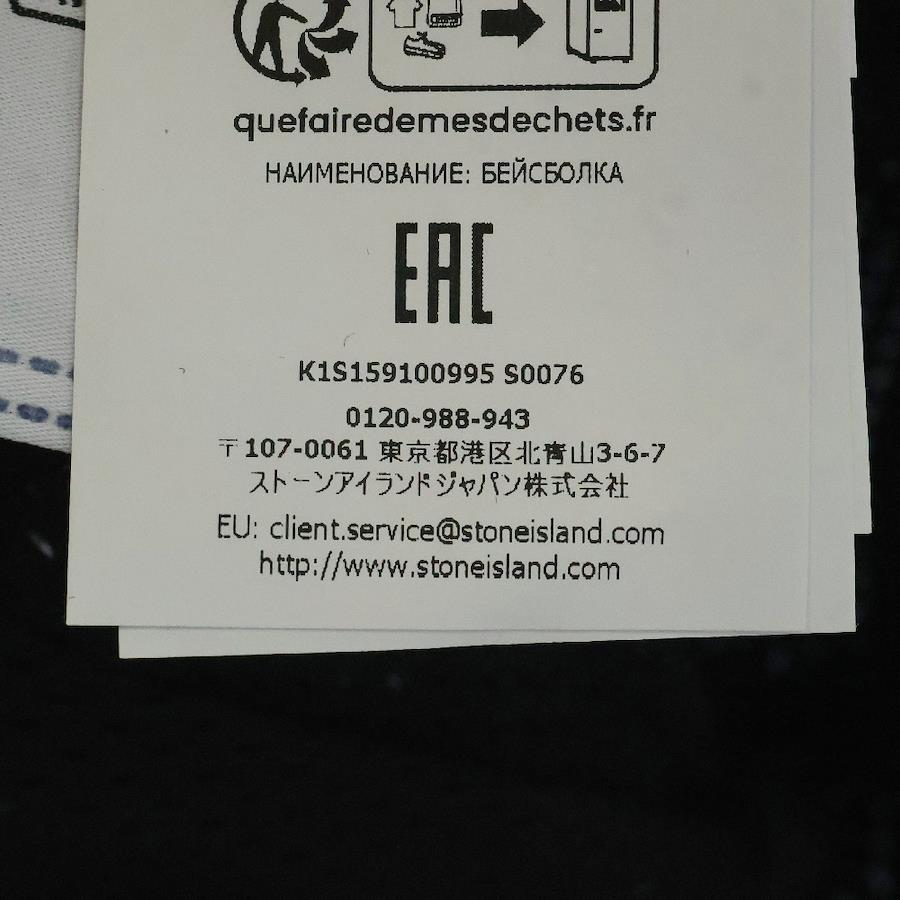 quefairedemesdechets.fr
НАИМЕНОВАНИЕ: БЕЙСБОЛКА
EAC
K1S159100995 S0076
0120-988-943
〒107-0061 東京都港区北青山3-6-7
ストーンアイランドジャパン株式会社
EU: client.service@stoneisland.com
http://www.stoneisland.com